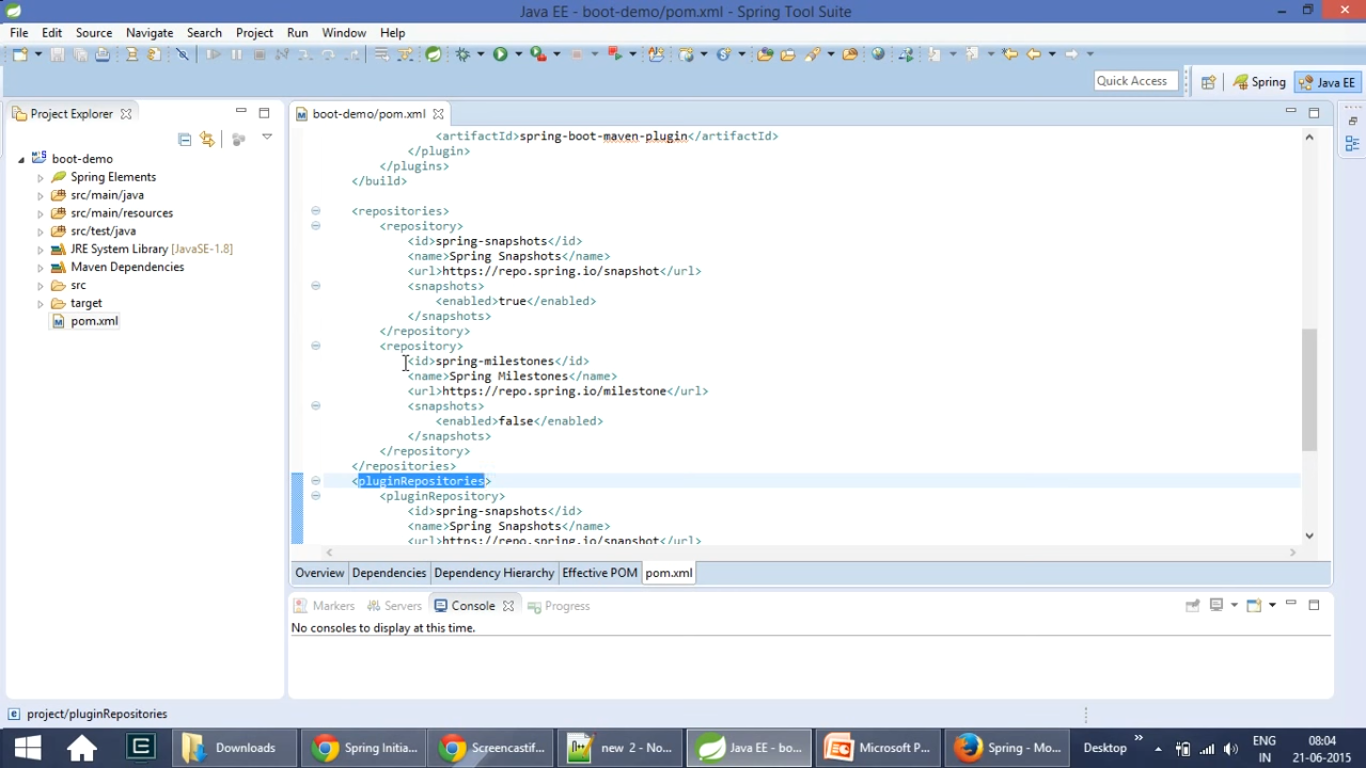 Java EE - boot-demo/pom.xml - Spring Tool Suite
File Edit Source Navigate Search Project Run Window Help
Quick Access
Spring
Java EE
Project Explorer
boot-demo
Spring Elements
src/main/java
src/main/resources
src/test/java
JRE System Library [JavaSE-1.8]
Maven Dependencies
src
target
pom.xml
boot-demo/pom.xml
<artifactId>spring-boot-maven-plugin</artifactId>
</plugin>
</plugins>
</build>
<repositories>
<repository>
<id>spring-snapshots</id>
<name>Spring Snapshots</name>
<url>https://repo.spring.io/snapshot</url>
<snapshots>
<enabled>true</enabled>
</snapshots>
</repository>
<repository>
<id>spring-milestones</id>
<name>Spring Milestones</name>
<url>https://repo.spring.io/milestone</url>
<snapshots>
<enabled>false</enabled>
</snapshots>
</repository>
</repositories>
<pluginRepositories>
<pluginRepository>
<id>spring-snapshots</id>
<name>Spring Snapshots</name>
<url>https://repo.spring.io/snapshot</url>
Overview Dependencies Dependency Hierarchy Effective POM pom.xml
Markers Servers Console Progress
No consoles to display at this time.
project/pluginRepositories
Downloads
Spring Initia...
Screencastif...
new 2 - No...
Java EE - bo...
Microsoft P...
Spring - Mo...
Desktop
ENG
IN
08:04
21-06-2015